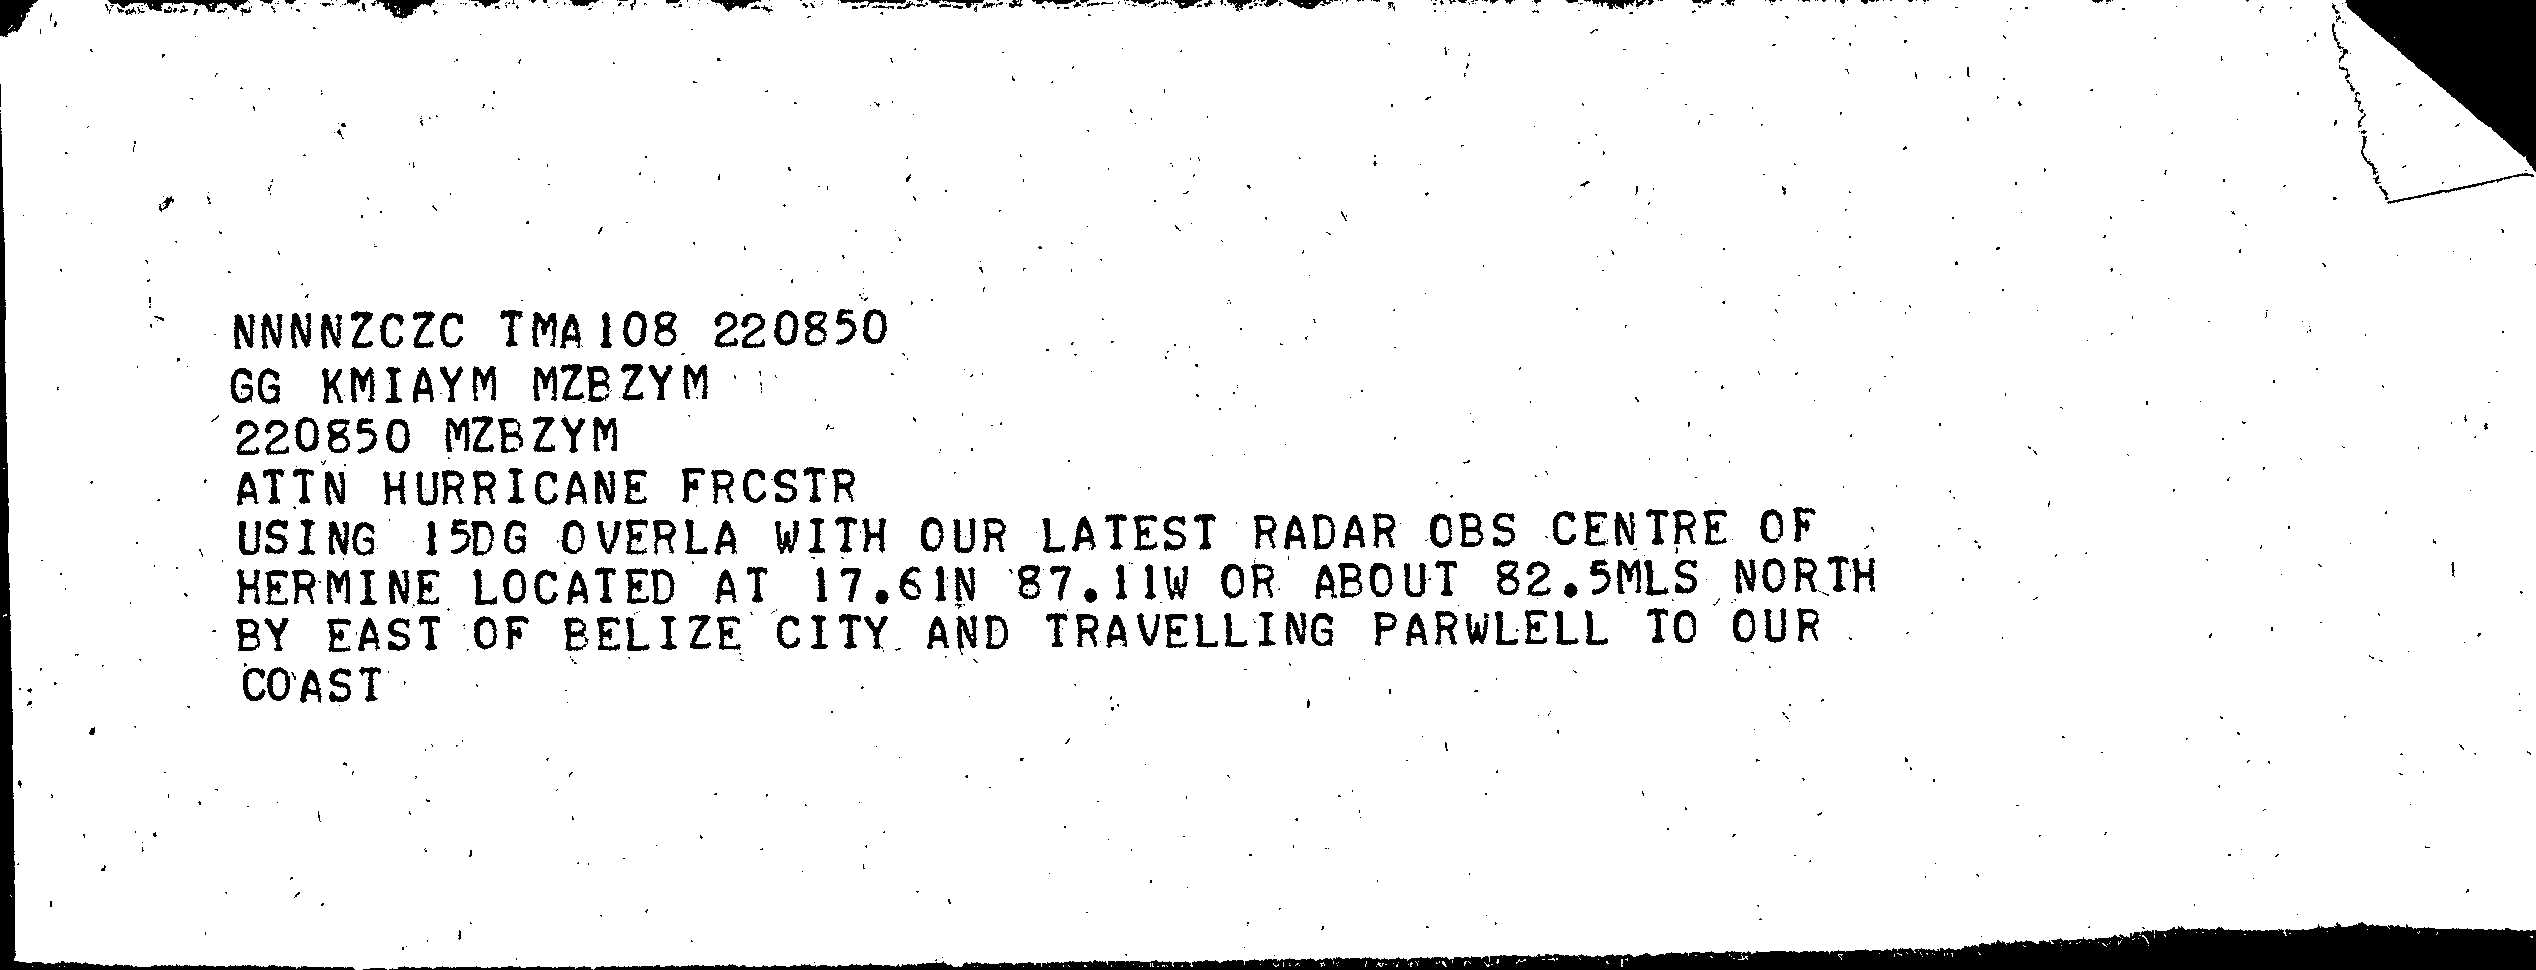 NNNNZCZC TMA108 220850
GG KMIAYM MZBZYM
220850 MZBZYM
ATTN HURRICANE FRCSTR
USING 15DG OVERLA WITH OUR LATEST RADAR OBS CENTRE OF
HERMINE LOCATED AT 17.61N 87.11W OR ABOUT 82.5MLS NORTH
BY EAST OF BELIZE CITY AND TRAVELLING PARWLELL TO OUR
COAST